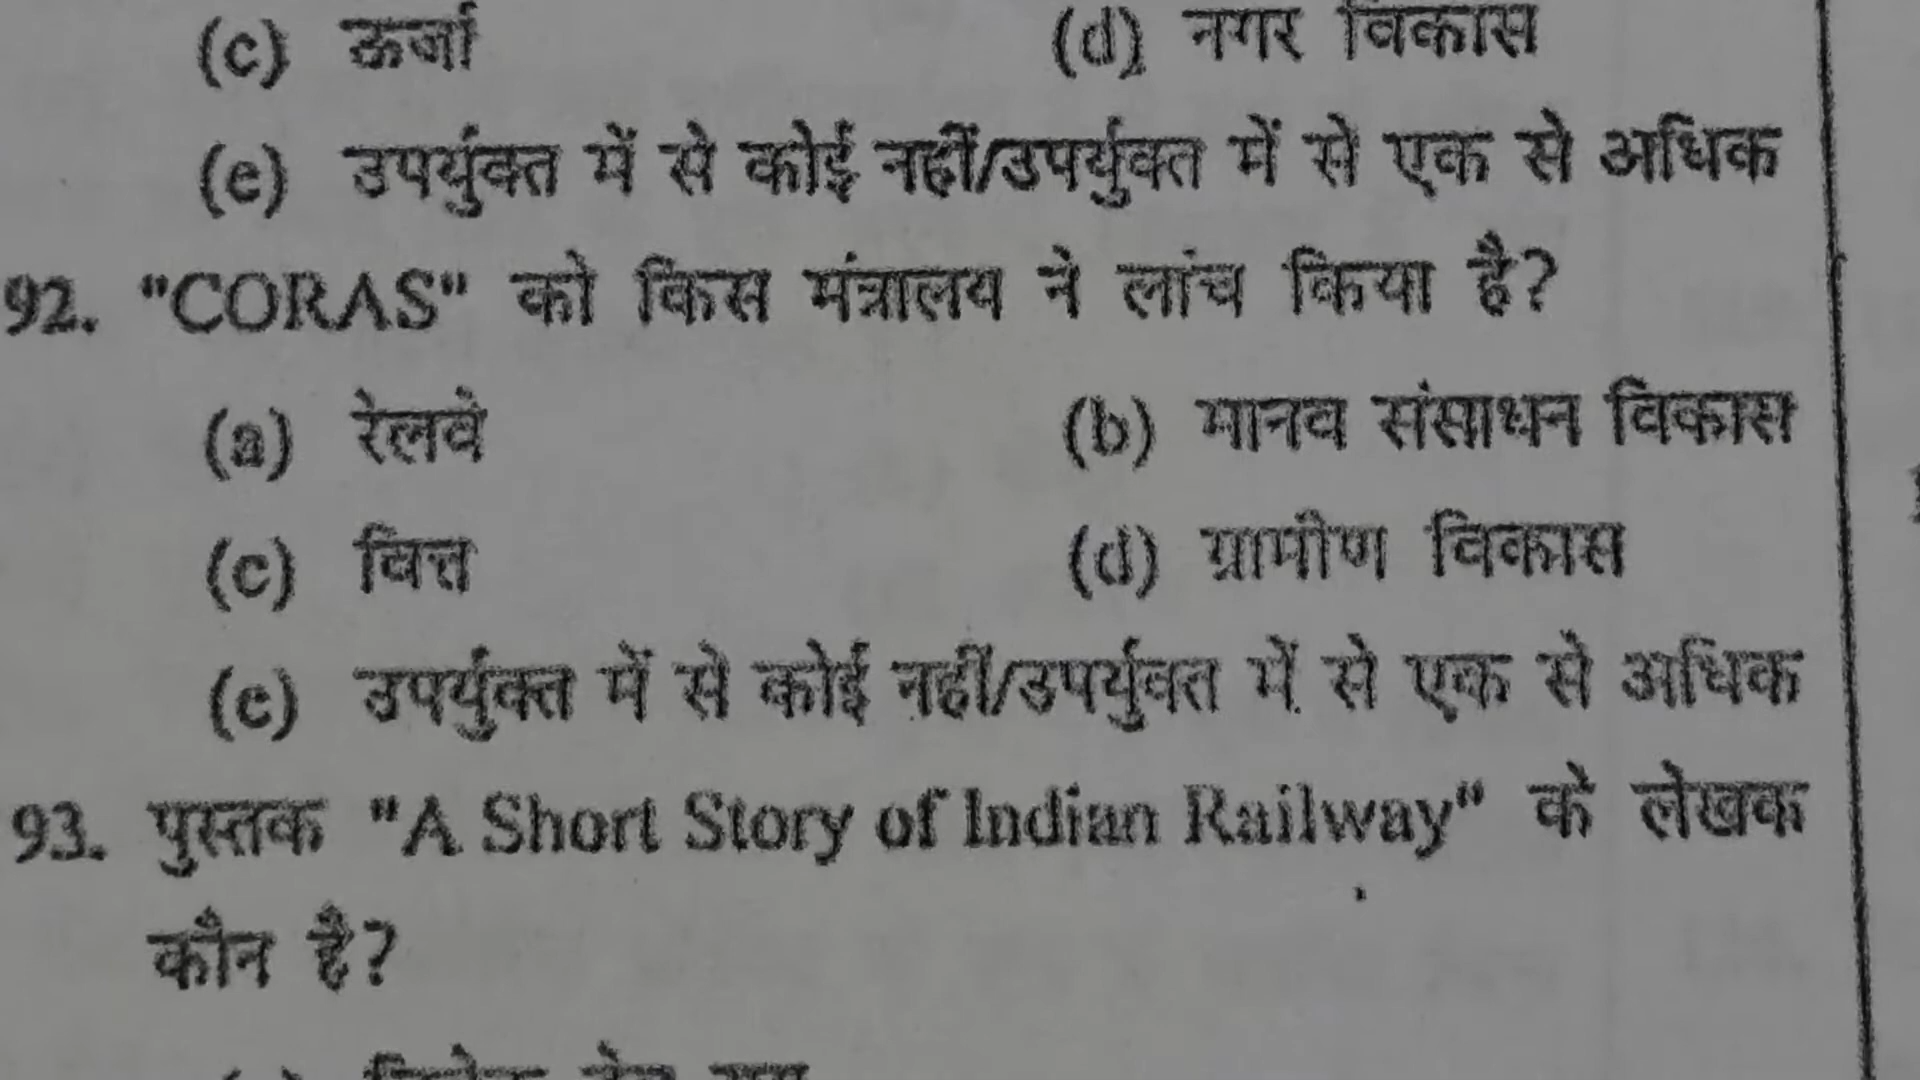 (c) ऊर्जा (d) नगर विकास
(e) उपर्युक्त में से कोई नहीं/उपर्युक्त में से एक से अधिक
92. "CORAS" को किस मंत्रालय ने लांच किया है?
(a) रेलवे (b) मानव संसाधन विकास
(c) वित्त (d) ग्रामीण विकास
(e) उपर्युक्त में से कोई नहीं/उपर्युक्त में से एक से अधिक
93. पुस्तक "A Short Story of Indian Railway" के लेखक
कौन है?